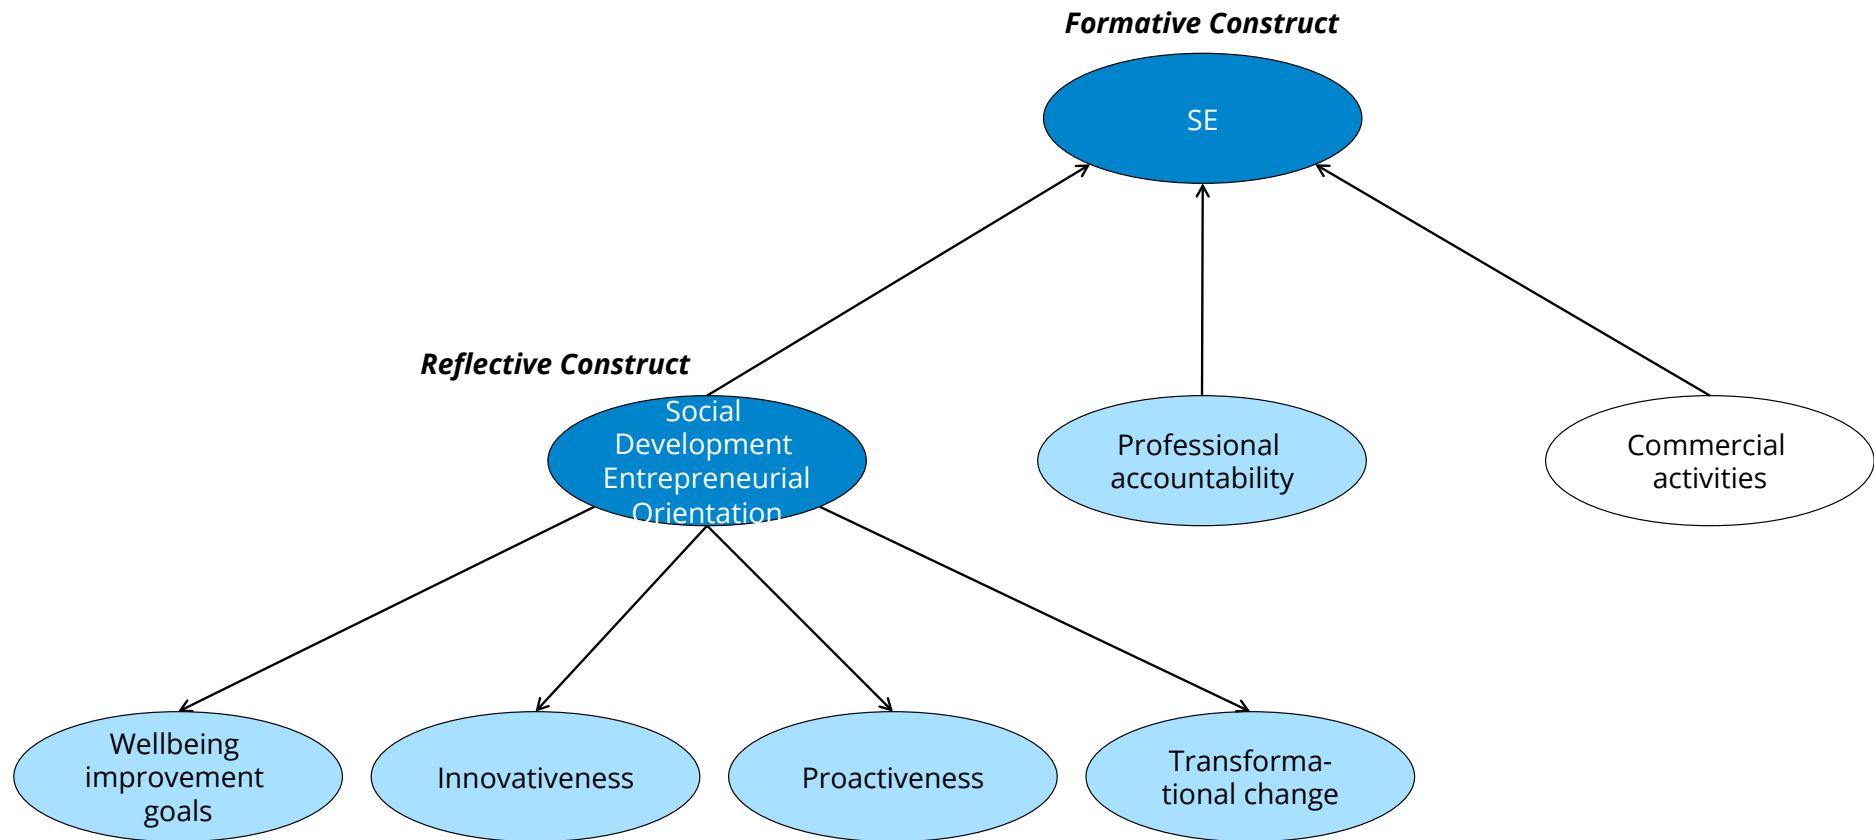 Formative Construct
SE
Reflective Construct
Social
Development
Entrepreneurial
Orientation
Professional
accountability
Commercial
activities
Wellbeing
improvement
goals
Innovativeness
Proactiveness
Transforma-
tional change